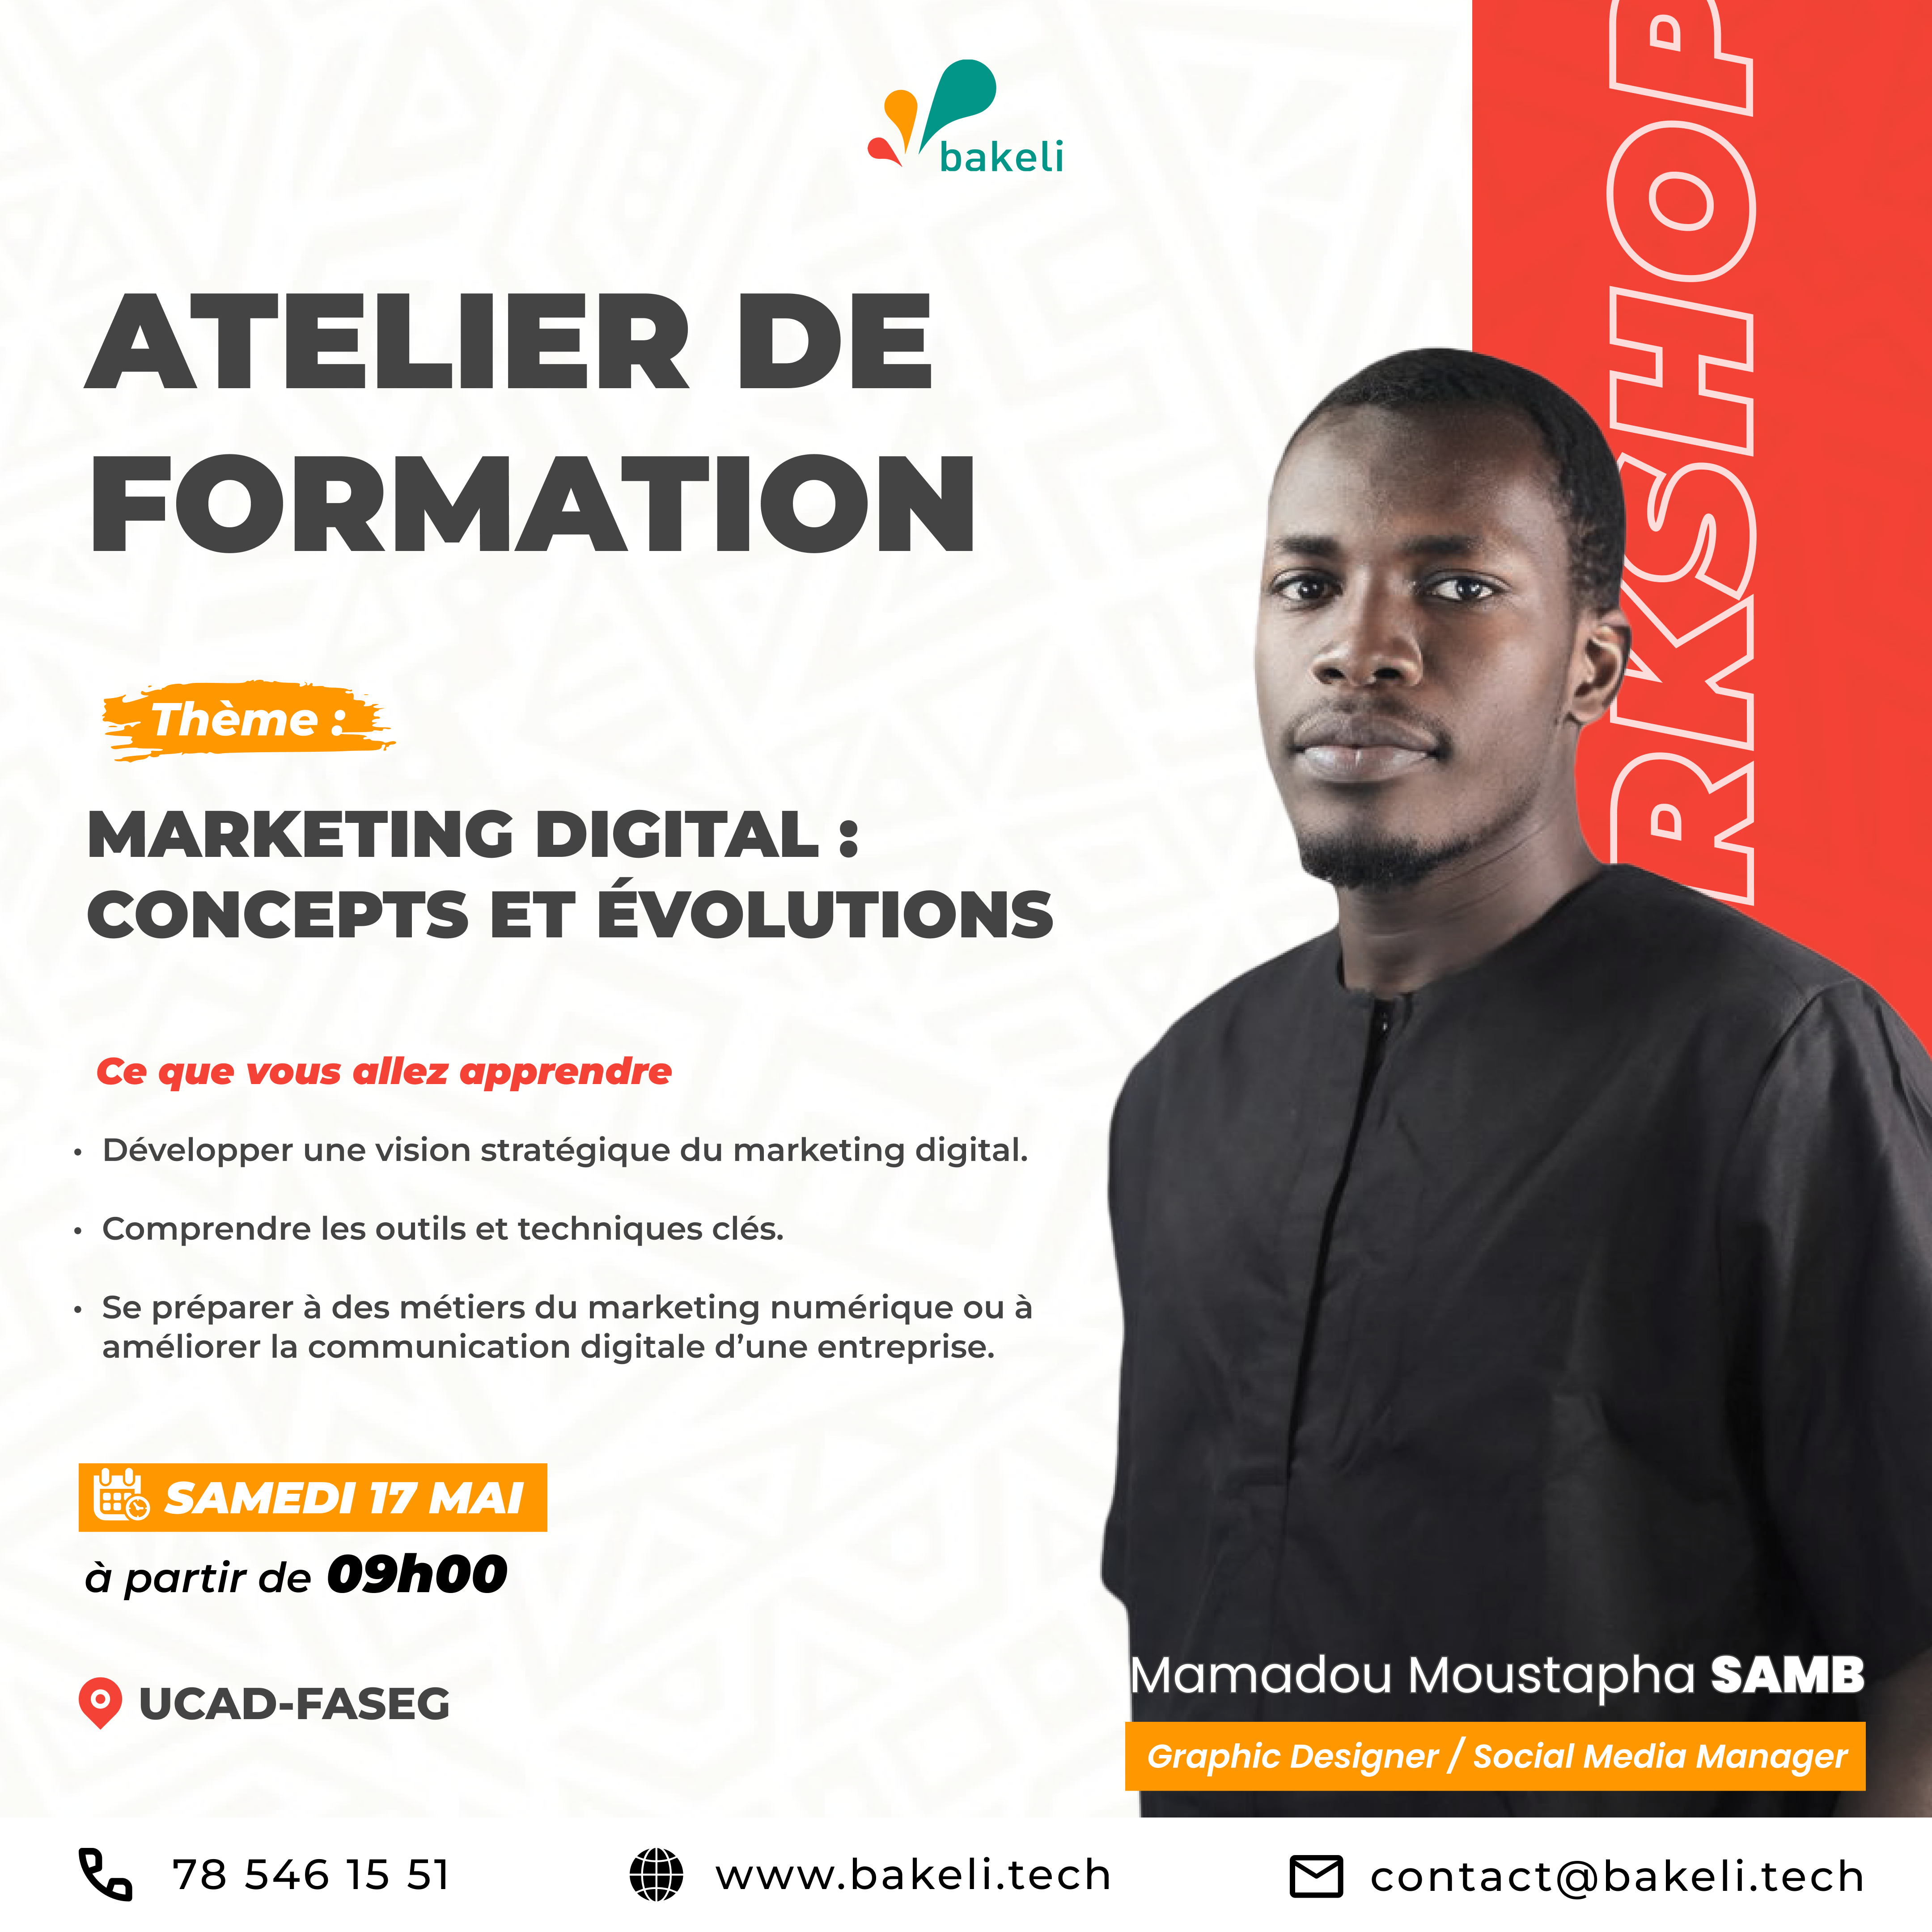 bakeli
RKSHOP
ATELIER DE
FORMATION
Thème :
MARKETING DIGITAL :
CONCEPTS ET ÉVOLUTIONS
Ce que vous allez apprendre
• Développer une vision stratégique du marketing digital.
• Comprendre les outils et techniques clés.
• Se préparer à des métiers du marketing numérique ou à
améliorer la communication digitale d’une entreprise.
SAMEDI 17 MAI
à partir de 09h00
UCAD-FASEG
Mamadou Moustapha SAMB
Graphic Designer / Social Media Manager
78 546 15 51
www.bakeli.tech
contact@bakeli.tech